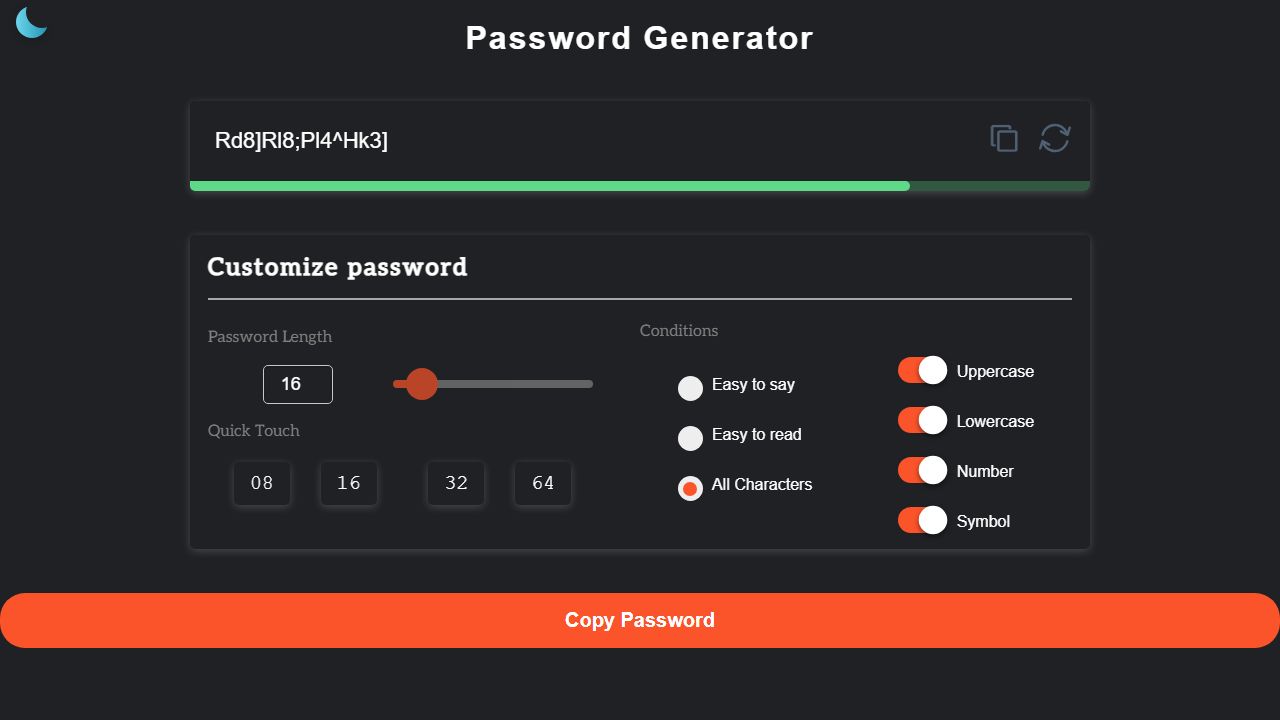 Password Generator
Rd8]Rl8;Pl4^Hk3]
Customize password
Password Length
16
Quick Touch
08 16 32 64
Conditions
Easy to say
Easy to read
All Characters
Uppercase
Lowercase
Number
Symbol
Copy Password